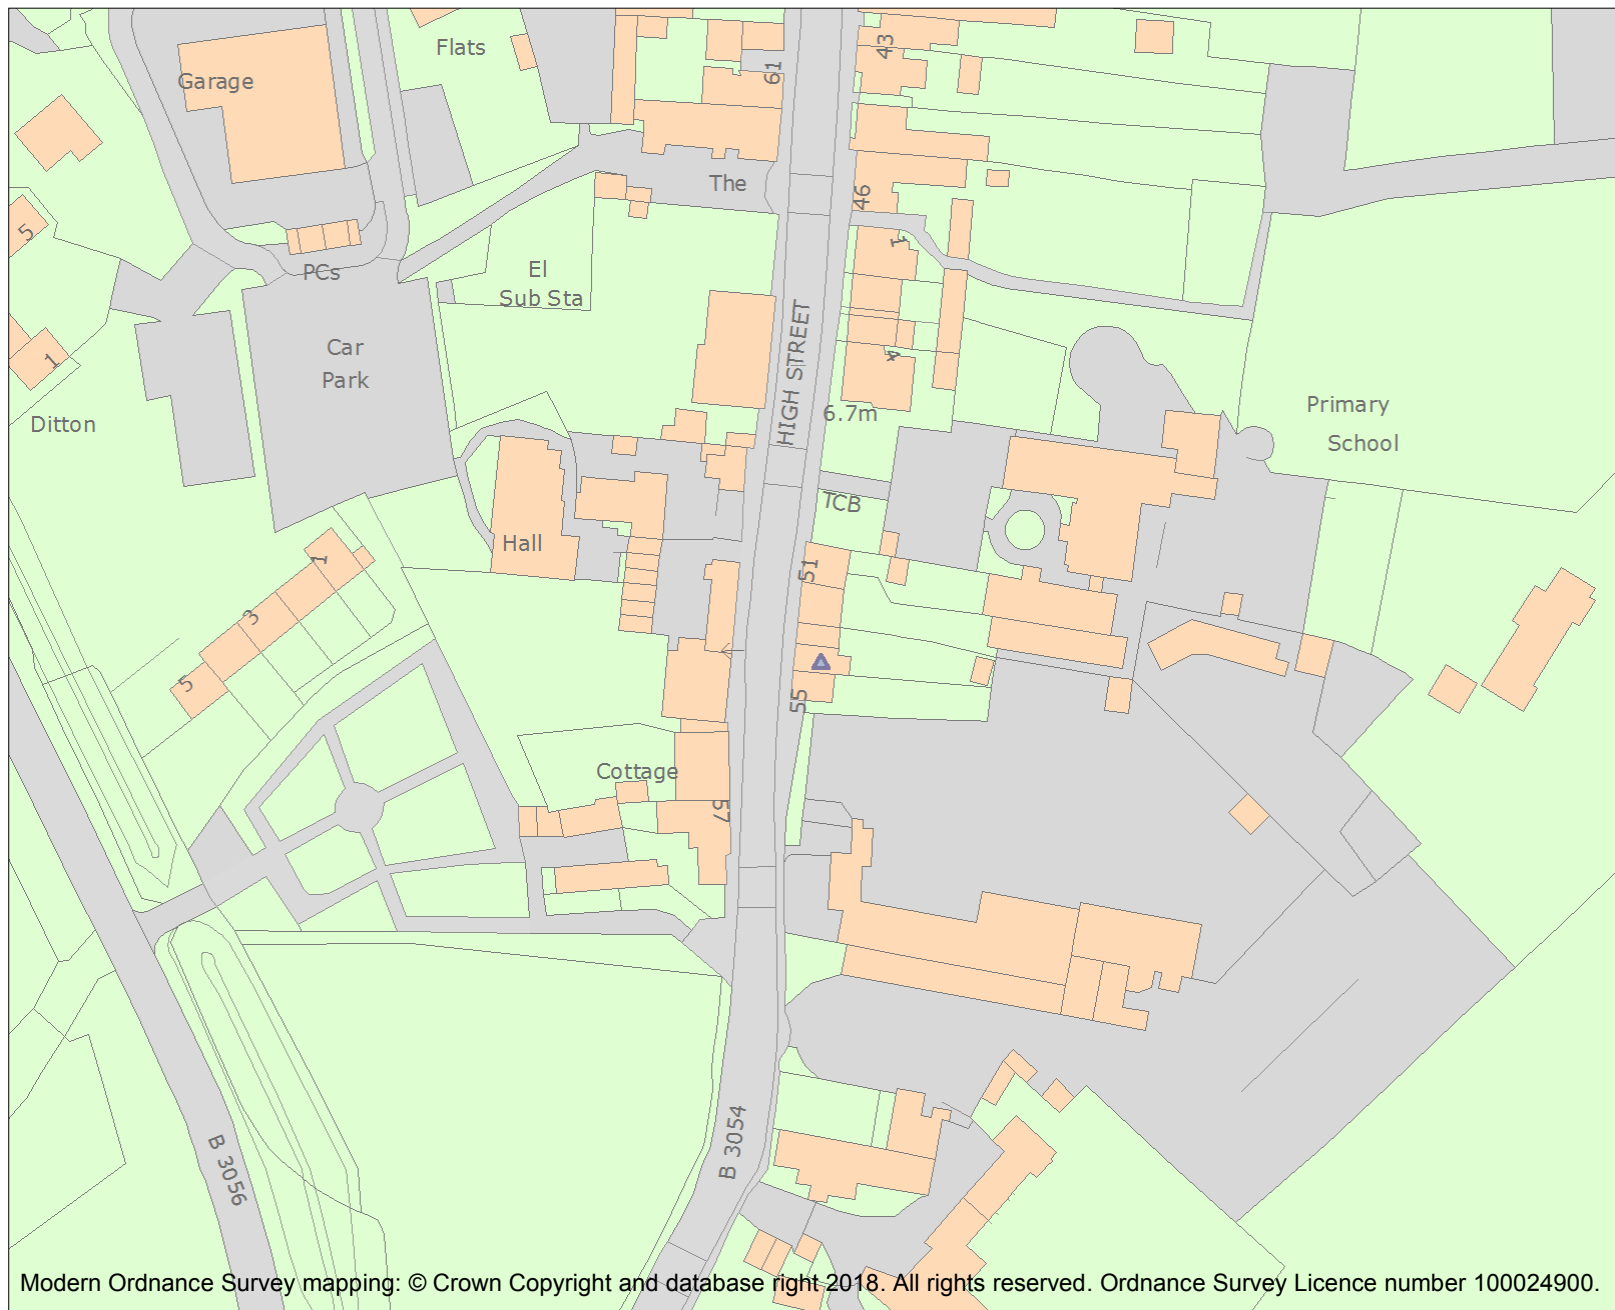 Flats
43
Garage
61
The
46
5
1
PCs
El
Sub Sta
HIGH STREET
Car
Park
1
4
6.7m
Primary
School
Ditton
TCB
Hall
1
51
3
5
55
Cottage
57
B 3054
B 3056
Modern Ordnance Survey mapping: © Crown Copyright and database right 2018. All rights reserved. Ordnance Survey Licence number 100024900.